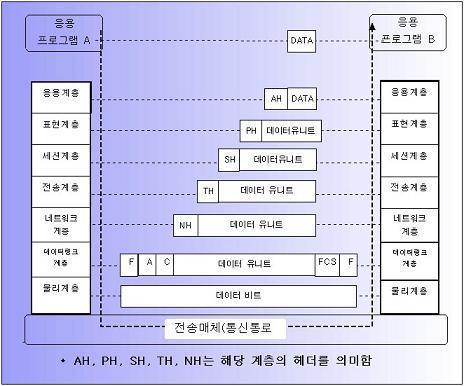 응용
프로그램 A
DATA
응용
프로그램 B
응용계층
AH DATA
응용계층
표현계층
PH 데이터유니트
표현계층
세션계층
SH 데이터유니트
세션계층
전송계층
TH 데이터 유니트
전송계층
네트워크
계층
NH 데이터 유니트
네트워크
계층
데이터링크
계층
F A C 데이터 유니트 FCS F
데이터링크
계층
물리계층
데이터 비트
물리계층
전송매체(통신통로
* AH, PH, SH, TH, NH는 해당 계층의 헤더를 의미함